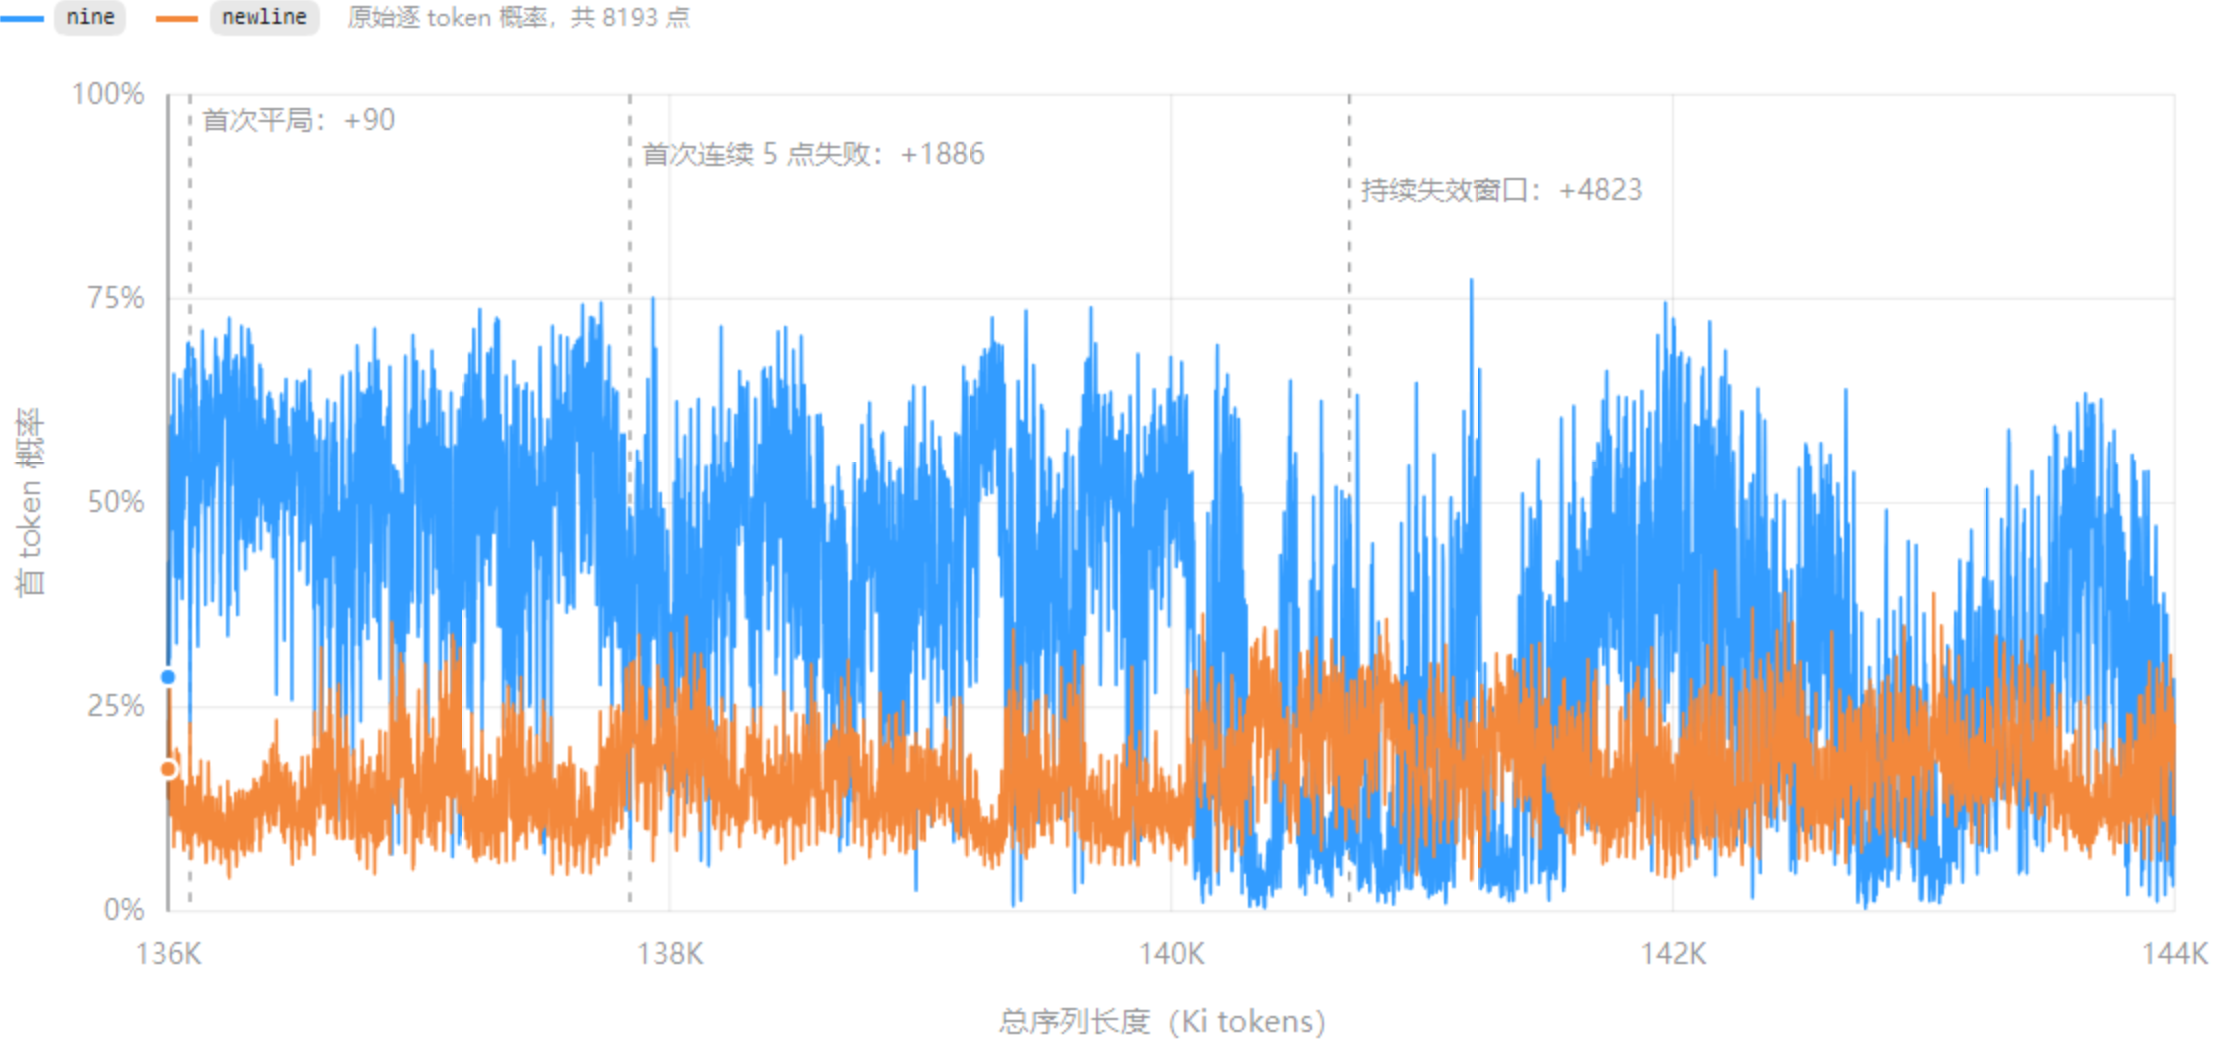 nine newline 原始逐 token 概率，共 8193 点
100%
首次平局：+90
首次连续 5 点失败：+1886
持续失效窗口：+4823
75%
50%
25%
0%
首 token 概率
136K 138K 140K 142K 144K
总序列长度（Ki tokens）